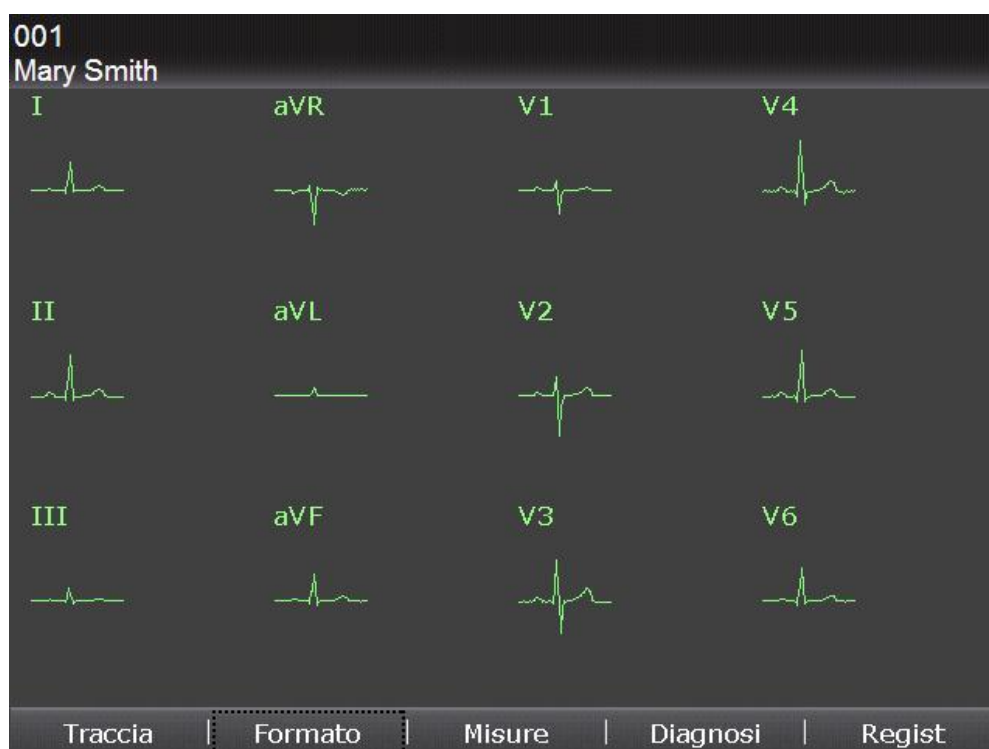 001
Mary Smith
I aVR V1 V4
II aVL V2 V5
III aVF V3 V6
Traccia | Formato | Misure | Diagnosi | Regist